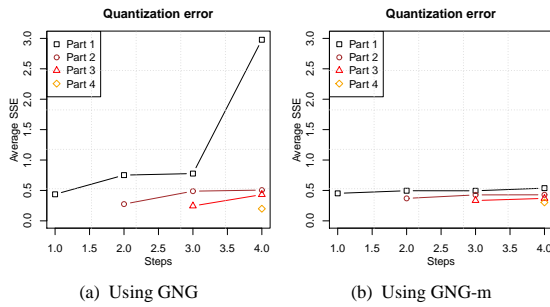 Quantization error
Part 1
Part 2
Part 3
Part 4
Average SSE
0.0 0.5 1.0 1.5 2.0 2.5 3.0
1.0 1.5 2.0 2.5 3.0 3.5 4.0
Steps
(a) Using GNG
Quantization error
Part 1
Part 2
Part 3
Part 4
Average SSE
0.0 0.5 1.0 1.5 2.0 2.5 3.0
1.0 1.5 2.0 2.5 3.0 3.5 4.0
Steps
(b) Using GNG-m